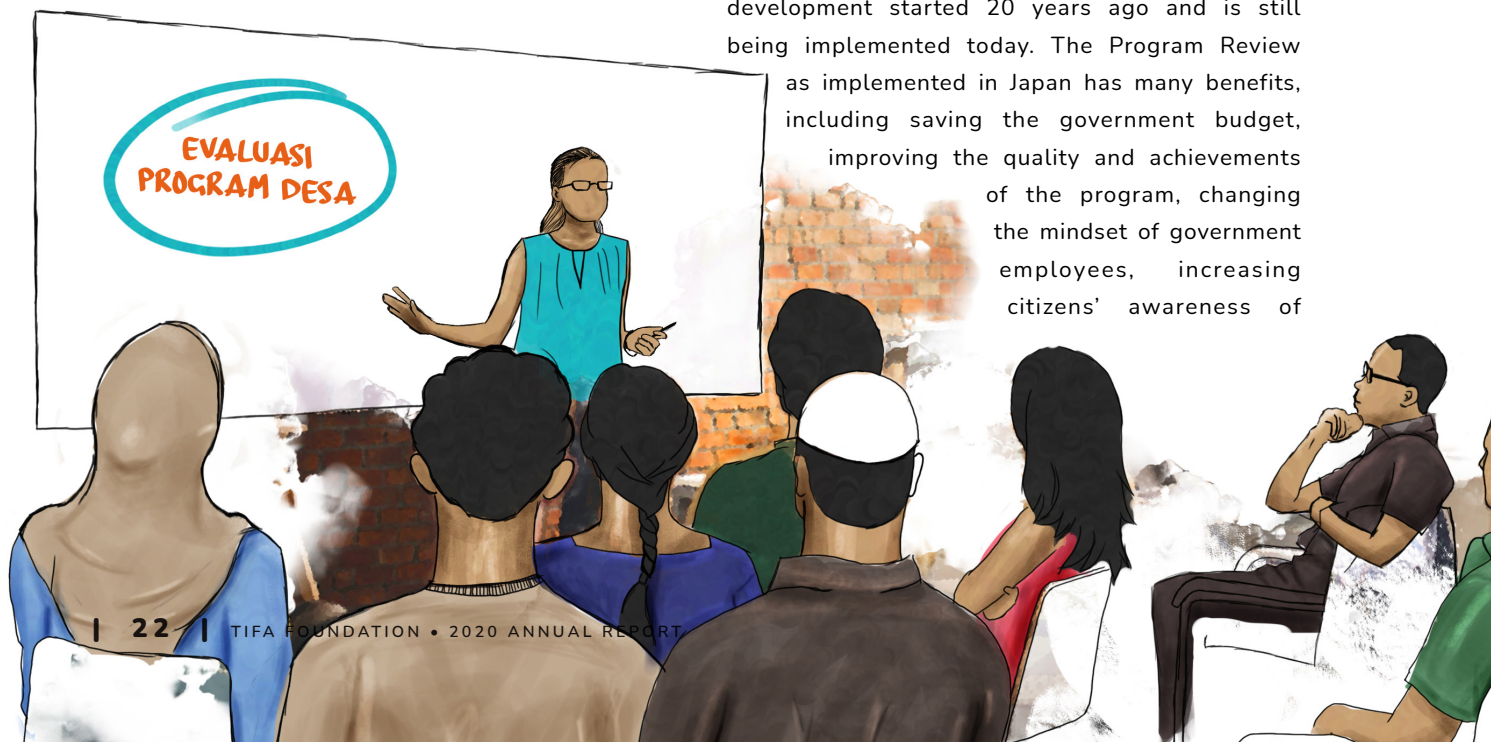 development started 20 years ago and is still
being implemented today. The Program Review
as implemented in Japan has many benefits,
including saving the government budget,
improving the quality and achievements
of the program, changing
the mindset of government
employees, increasing
citizens’ awareness of
EVALUASI
PROGRAM DESA
| 22 | TIFA FOUNDATION • 2020 ANNUAL REPORT